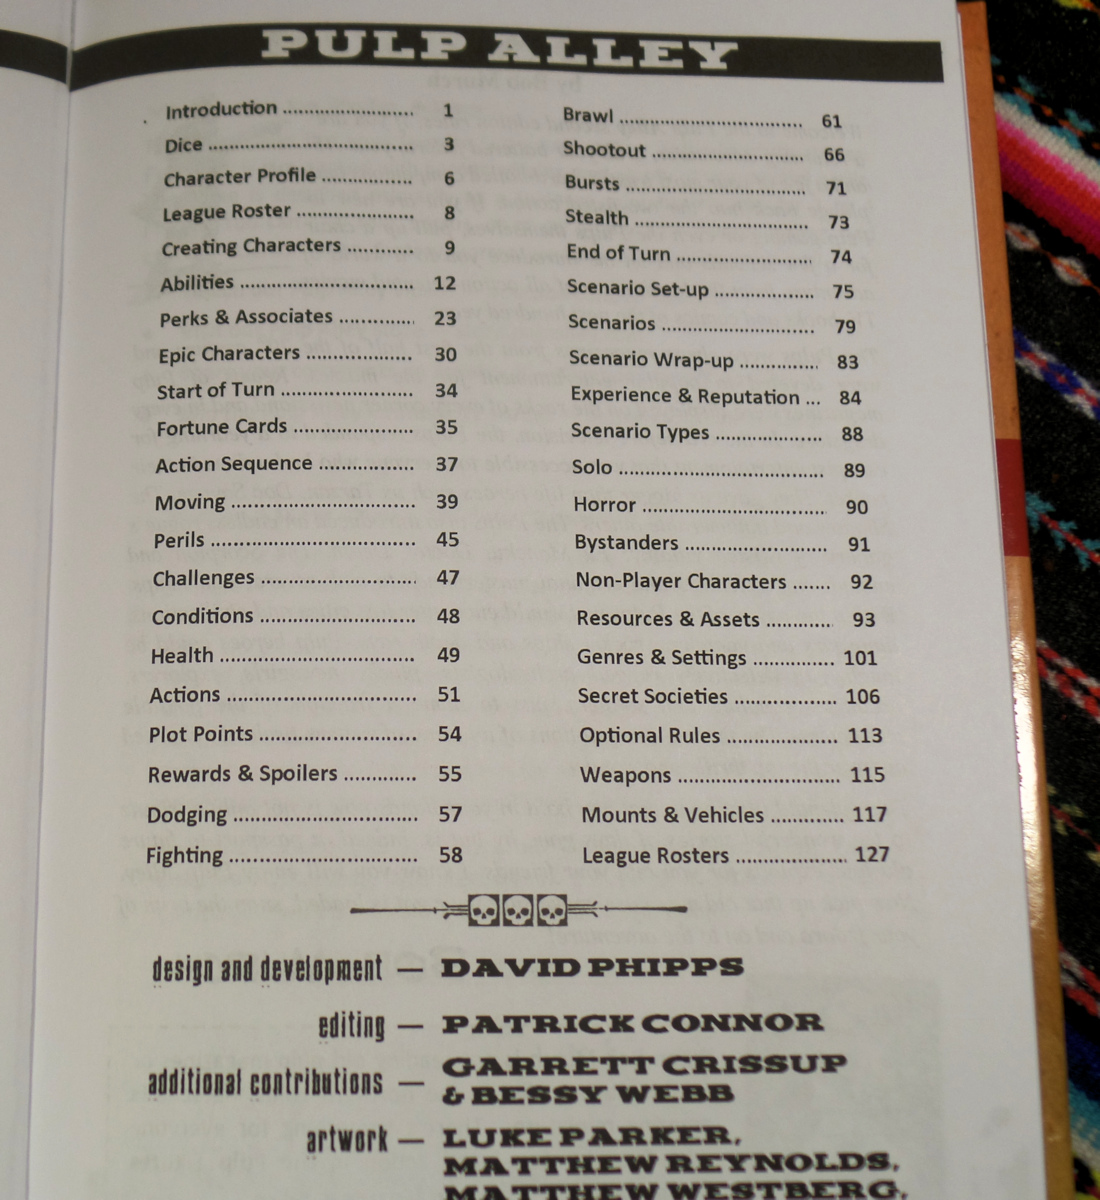 PULP ALLEY
Introduction ........................ 1
Dice ..................................... 3
Character Profile ................ 6
League Roster ..................... 8
Creating Characters ............ 9
Abilities ............................... 12
Perks & Associates .............. 23
Epic Characters ................... 30
Start of Turn ........................ 34
Fortune Cards ..................... 35
Action Sequence ................. 37
Moving ................................. 39
Perils ..................................... 45
Challenges ........................... 47
Conditions ........................... 48
Health ................................... 49
Actions ................................. 51
Plot Points ........................... 54
Rewards & Spoilers ............ 55
Dodging ................................ 57
Fighting ................................ 58
Brawl ................................. 61
Shootout ........................... 66
Bursts ................................ 71
Stealth ............................... 73
End of Turn ....................... 74
Scenario Set-up ................. 75
Scenarios ........................... 79
Scenario Wrap-up .............. 83
Experience & Reputation ... 84
Scenario Types ................... 88
Solo ................................... 89
Horror ................................ 90
Bystanders ......................... 91
Non-Player Characters ....... 92
Resources & Assets ............ 93
Genres & Settings .............. 101
Secret Societies .................. 106
Optional Rules .................... 113
Weapons ............................ 115
Mounts & Vehicles ............. 117
League Rosters ................... 127
design and development — DAVID PHIPPS
editing — PATRICK CONNOR
additional contributions — GARRETT CRISSUP
& BESSY WEBB
artwork — LUKE PARKER,
MATTHEW REYNOLDS,
MATTHEW WESTBERG,